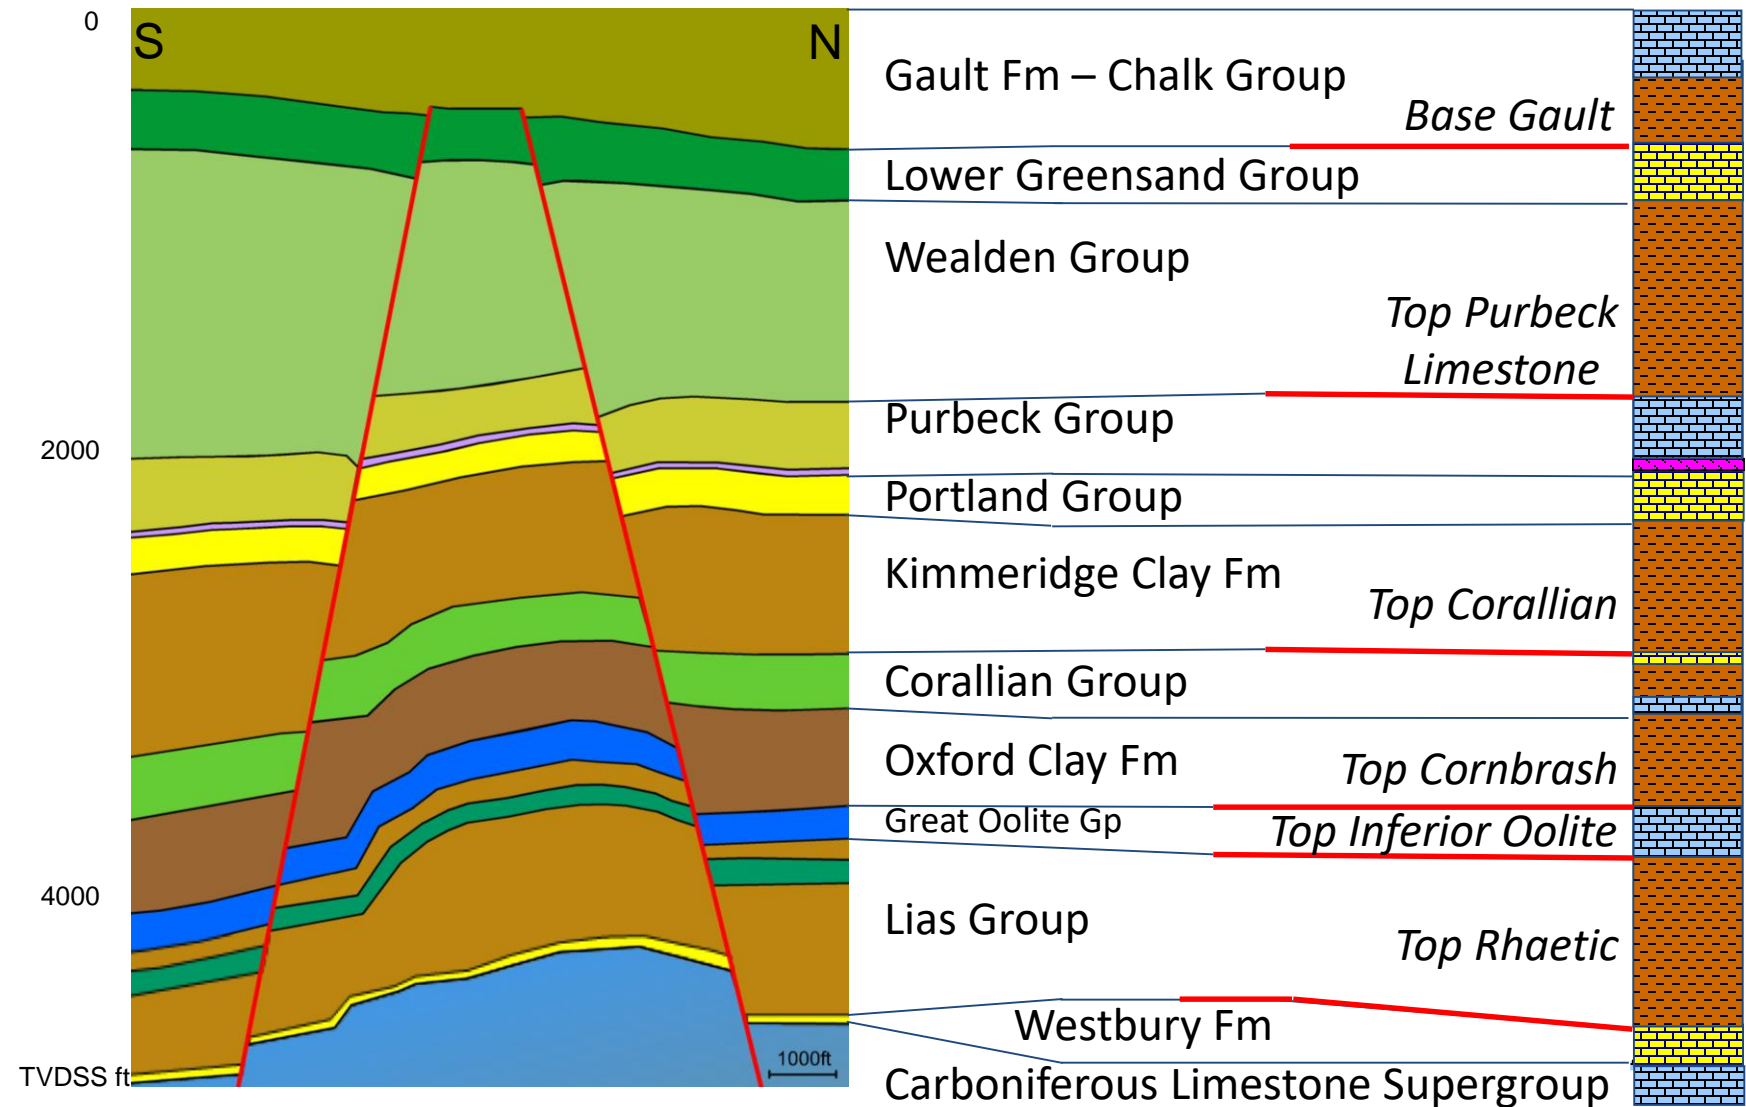 0
S
N
Gault Fm – Chalk Group
Base Gault
Lower Greensand Group
Wealden Group
Top Purbeck
Limestone
Purbeck Group
2000
Portland Group
Kimmeridge Clay Fm
Top Corallian
Corallian Group
Oxford Clay Fm
Top Cornbrash
Great Oolite Gp
Top Inferior Oolite
4000
Lias Group
Top Rhaetic
Westbury Fm
1000ft
TVDSS ft
Carboniferous Limestone Supergroup